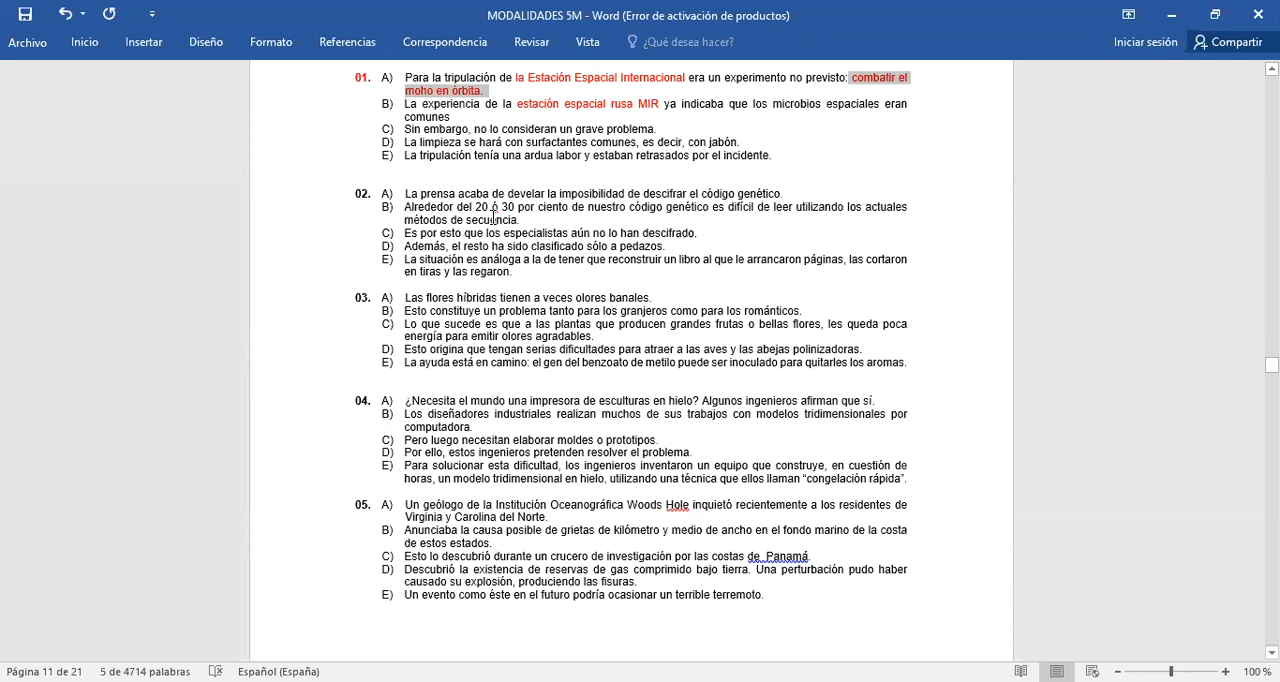 MODALIDADES 5M - Word (Error de activación de productos)
Archivo Inicio Insertar Diseño Formato Referencias Correspondencia Revisar Vista ¿Qué desea hacer? Iniciar sesión Compartir
01. A) Para la tripulación de la Estación Espacial Internacional era un experimento no previsto: combatir el
moho en órbita.
B) La experiencia de la estación espacial rusa MIR ya indicaba que los microbios espaciales eran
comunes
C) Sin embargo, no lo consideran un grave problema.
D) La limpieza se hará con surfactantes comunes, es decir, con jabón.
E) La tripulación tenía una ardua labor y estaban retrasados por el incidente.
02. A) La prensa acaba de develar la imposibilidad de descifrar el código genético.
B) Alrededor del 20 ó 30 por ciento de nuestro código genético es difícil de leer utilizando los actuales
métodos de secuencia.
C) Es por esto que los especialistas aún no lo han descifrado.
D) Además, el resto ha sido clasificado sólo a pedazos.
E) La situación es análoga a la de tener que reconstruir un libro al que le arrancaron páginas, las cortaron
en tiras y las regaron.
03. A) Las flores híbridas tienen a veces olores banales.
B) Esto constituye un problema tanto para los granjeros como para los románticos.
C) Lo que sucede es que a las plantas que producen grandes frutas o bellas flores, les queda poca
energía para emitir olores agradables.
D) Esto origina que tengan serias dificultades para atraer a las aves y las abejas polinizadoras.
E) La ayuda está en camino: el gen del benzoato de metilo puede ser inoculado para quitarles los aromas.
04. A) ¿Necesita el mundo una impresora de esculturas en hielo? Algunos ingenieros afirman que sí.
B) Los diseñadores industriales realizan muchos de sus trabajos con modelos tridimensionales por
computadora.
C) Pero luego necesitan elaborar moldes o prototipos.
D) Por ello, estos ingenieros pretenden resolver el problema.
E) Para solucionar esta dificultad, los ingenieros inventaron un equipo que construye, en cuestión de
horas, un modelo tridimensional en hielo, utilizando una técnica que ellos llaman “congelación rápida”.
05. A) Un geólogo de la Institución Oceanográfica Woods Hole inquietó recientemente a los residentes de
Virginia y Carolina del Norte.
B) Anunciaba la causa posible de grietas de kilómetro y medio de ancho en el fondo marino de la costa
de estos estados.
C) Esto lo descubrió durante un crucero de investigación por las costas de Panamá.
D) Descubrió la existencia de reservas de gas comprimido bajo tierra. Una perturbación pudo haber
causado su explosión, produciendo las fisuras.
E) Un evento como éste en el futuro podría ocasionar un terrible terremoto.
Página 11 de 21 5 de 4714 palabras Español (España) 100 %